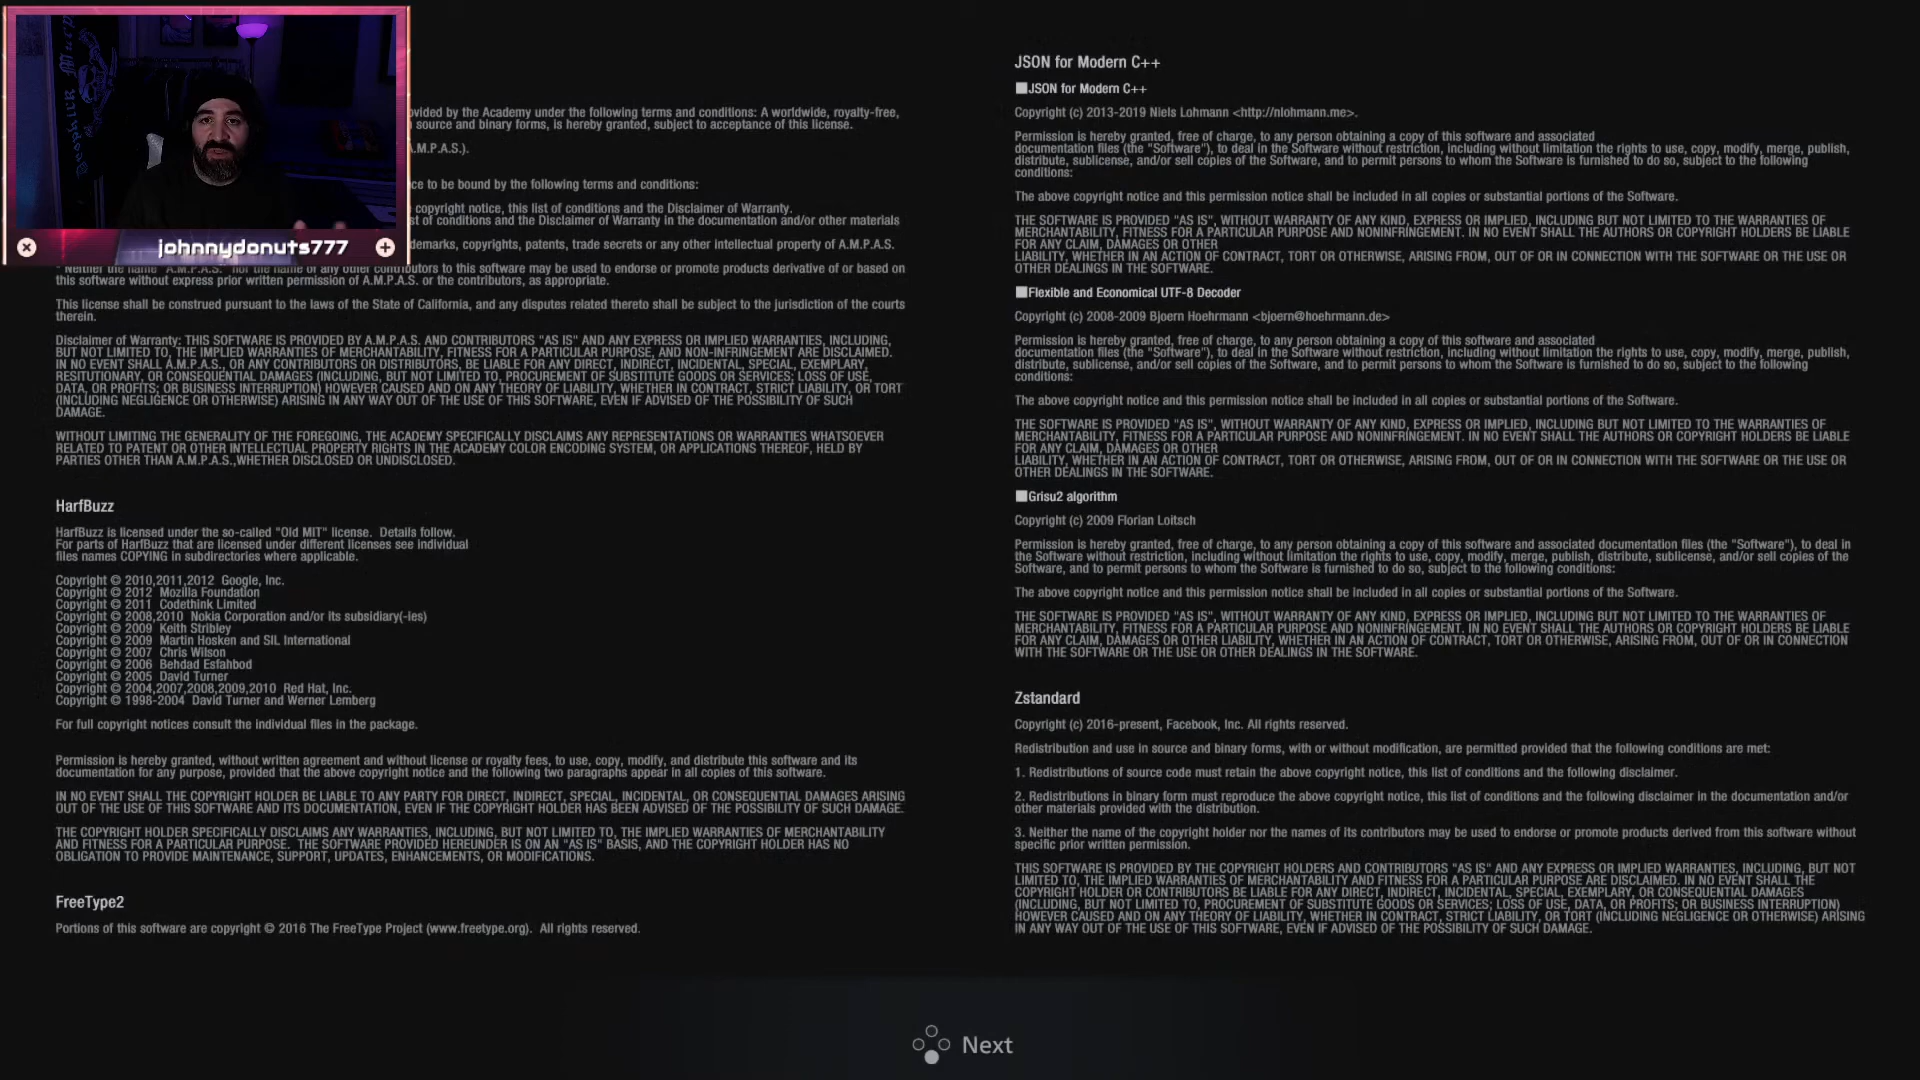 johnnydonuts777
ovided by the Academy under the following terms and conditions: A worldwide, royalty-free,
source and binary forms, is hereby granted, subject to acceptance of this license.
.M.P.A.S.).
ce to be bound by the following terms and conditions:
copyright notice, this list of conditions and the Disclaimer of Warranty.
st of conditions and the Disclaimer of Warranty in the documentation and/or other materials
demarks, copyrights, patents, trade secrets or any other intellectual property of A.M.P.A.S.
* Neither the name "A.M.P.A.S." nor the name of any other contributors to this software may be used to endorse or promote products derivative of or based on
this software without express prior written permission of A.M.P.A.S. or the contributors, as appropriate.
This license shall be construed pursuant to the laws of the State of California, and any disputes related thereto shall be subject to the jurisdiction of the courts
therein.
Disclaimer of Warranty: THIS SOFTWARE IS PROVIDED BY A.M.P.A.S. AND CONTRIBUTORS "AS IS" AND ANY EXPRESS OR IMPLIED WARRANTIES, INCLUDING,
BUT NOT LIMITED TO, THE IMPLIED WARRANTIES OF MERCHANTABILITY, FITNESS FOR A PARTICULAR PURPOSE, AND NON-INFRINGEMENT ARE DISCLAIMED.
IN NO EVENT SHALL A.M.P.A.S., OR ANY CONTRIBUTORS OR DISTRIBUTORS, BE LIABLE FOR ANY DIRECT, INDIRECT, INCIDENTAL, SPECIAL, EXEMPLARY,
RESITUTIONARY, OR CONSEQUENTIAL DAMAGES (INCLUDING, BUT NOT LIMITED TO, PROCUREMENT OF SUBSTITUTE GOODS OR SERVICES; LOSS OF USE,
DATA, OR PROFITS; OR BUSINESS INTERRUPTION) HOWEVER CAUSED AND ON ANY THEORY OF LIABILITY, WHETHER IN CONTRACT, STRICT LIABILITY, OR TORT
(INCLUDING NEGLIGENCE OR OTHERWISE) ARISING IN ANY WAY OUT OF THE USE OF THIS SOFTWARE, EVEN IF ADVISED OF THE POSSIBILITY OF SUCH
DAMAGE.
WITHOUT LIMITING THE GENERALITY OF THE FOREGOING, THE ACADEMY SPECIFICALLY DISCLAIMS ANY REPRESENTATIONS OR WARRANTIES WHATSOEVER
RELATED TO PATENT OR OTHER INTELLECTUAL PROPERTY RIGHTS IN THE ACADEMY COLOR ENCODING SYSTEM, OR APPLICATIONS THEREOF, HELD BY
PARTIES OTHER THAN A.M.P.A.S.,WHETHER DISCLOSED OR UNDISCLOSED.
HarfBuzz
HarfBuzz is licensed under the so-called "Old MIT" license.  Details follow.
For parts of HarfBuzz that are licensed under different licenses see individual
files names COPYING in subdirectories where applicable.
Copyright © 2010,2011,2012  Google, Inc.
Copyright © 2012  Mozilla Foundation
Copyright © 2011  Codethink Limited
Copyright © 2008,2010  Nokia Corporation and/or its subsidiary(-ies)
Copyright © 2009  Keith Stribley
Copyright © 2009  Martin Hosken and SIL International
Copyright © 2007  Chris Wilson
Copyright © 2006  Behdad Esfahbod
Copyright © 2005  David Turner
Copyright © 2004,2007,2008,2009,2010  Red Hat, Inc.
Copyright © 1998-2004  David Turner and Werner Lemberg
For full copyright notices consult the individual files in the package.
Permission is hereby granted, without written agreement and without license or royalty fees, to use, copy, modify, and distribute this software and its
documentation for any purpose, provided that the above copyright notice and the following two paragraphs appear in all copies of this software.
IN NO EVENT SHALL THE COPYRIGHT HOLDER BE LIABLE TO ANY PARTY FOR DIRECT, INDIRECT, SPECIAL, INCIDENTAL, OR CONSEQUENTIAL DAMAGES ARISING
OUT OF THE USE OF THIS SOFTWARE AND ITS DOCUMENTATION, EVEN IF THE COPYRIGHT HOLDER HAS BEEN ADVISED OF THE POSSIBILITY OF SUCH DAMAGE.
THE COPYRIGHT HOLDER SPECIFICALLY DISCLAIMS ANY WARRANTIES, INCLUDING, BUT NOT LIMITED TO, THE IMPLIED WARRANTIES OF MERCHANTABILITY
AND FITNESS FOR A PARTICULAR PURPOSE.  THE SOFTWARE PROVIDED HEREUNDER IS ON AN "AS IS" BASIS, AND THE COPYRIGHT HOLDER HAS NO
OBLIGATION TO PROVIDE MAINTENANCE, SUPPORT, UPDATES, ENHANCEMENTS, OR MODIFICATIONS.
FreeType2
Portions of this software are copyright © 2016 The FreeType Project (www.freetype.org).  All rights reserved.
JSON for Modern C++
■JSON for Modern C++
Copyright (c) 2013-2019 Niels Lohmann <http://nlohmann.me>.
Permission is hereby granted, free of charge, to any person obtaining a copy of this software and associated
documentation files (the "Software"), to deal in the Software without restriction, including without limitation the rights to use, copy, modify, merge, publish,
distribute, sublicense, and/or sell copies of the Software, and to permit persons to whom the Software is furnished to do so, subject to the following
conditions:
The above copyright notice and this permission notice shall be included in all copies or substantial portions of the Software.
THE SOFTWARE IS PROVIDED "AS IS", WITHOUT WARRANTY OF ANY KIND, EXPRESS OR IMPLIED, INCLUDING BUT NOT LIMITED TO THE WARRANTIES OF
MERCHANTABILITY, FITNESS FOR A PARTICULAR PURPOSE AND NONINFRINGEMENT. IN NO EVENT SHALL THE AUTHORS OR COPYRIGHT HOLDERS BE LIABLE
FOR ANY CLAIM, DAMAGES OR OTHER
LIABILITY, WHETHER IN AN ACTION OF CONTRACT, TORT OR OTHERWISE, ARISING FROM, OUT OF OR IN CONNECTION WITH THE SOFTWARE OR THE USE OR
OTHER DEALINGS IN THE SOFTWARE.
■Flexible and Economical UTF-8 Decoder
Copyright (c) 2008-2009 Bjoern Hoehrmann <bjoern@hoehrmann.de>
Permission is hereby granted, free of charge, to any person obtaining a copy of this software and associated
documentation files (the "Software"), to deal in the Software without restriction, including without limitation the rights to use, copy, modify, merge, publish,
distribute, sublicense, and/or sell copies of the Software, and to permit persons to whom the Software is furnished to do so, subject to the following
conditions:
The above copyright notice and this permission notice shall be included in all copies or substantial portions of the Software.
THE SOFTWARE IS PROVIDED "AS IS", WITHOUT WARRANTY OF ANY KIND, EXPRESS OR IMPLIED, INCLUDING BUT NOT LIMITED TO THE WARRANTIES OF
MERCHANTABILITY, FITNESS FOR A PARTICULAR PURPOSE AND NONINFRINGEMENT. IN NO EVENT SHALL THE AUTHORS OR COPYRIGHT HOLDERS BE LIABLE
FOR ANY CLAIM, DAMAGES OR OTHER
LIABILITY, WHETHER IN AN ACTION OF CONTRACT, TORT OR OTHERWISE, ARISING FROM, OUT OF OR IN CONNECTION WITH THE SOFTWARE OR THE USE OR
OTHER DEALINGS IN THE SOFTWARE.
■Grisu2 algorithm
Copyright (c) 2009 Florian Loitsch
Permission is hereby granted, free of charge, to any person obtaining a copy of this software and associated documentation files (the "Software"), to deal in
the Software without restriction, including without limitation the rights to use, copy, modify, merge, publish, distribute, sublicense, and/or sell copies of the
Software, and to permit persons to whom the Software is furnished to do so, subject to the following conditions:
The above copyright notice and this permission notice shall be included in all copies or substantial portions of the Software.
THE SOFTWARE IS PROVIDED "AS IS", WITHOUT WARRANTY OF ANY KIND, EXPRESS OR IMPLIED, INCLUDING BUT NOT LIMITED TO THE WARRANTIES OF
MERCHANTABILITY, FITNESS FOR A PARTICULAR PURPOSE AND NONINFRINGEMENT. IN NO EVENT SHALL THE AUTHORS OR COPYRIGHT HOLDERS BE LIABLE
FOR ANY CLAIM, DAMAGES OR OTHER LIABILITY, WHETHER IN AN ACTION OF CONTRACT, TORT OR OTHERWISE, ARISING FROM, OUT OF OR IN CONNECTION
WITH THE SOFTWARE OR THE USE OR OTHER DEALINGS IN THE SOFTWARE.
Zstandard
Copyright (c) 2016-present, Facebook, Inc. All rights reserved.
Redistribution and use in source and binary forms, with or without modification, are permitted provided that the following conditions are met:
1. Redistributions of source code must retain the above copyright notice, this list of conditions and the following disclaimer.
2. Redistributions in binary form must reproduce the above copyright notice, this list of conditions and the following disclaimer in the documentation and/or
other materials provided with the distribution.
3. Neither the name of the copyright holder nor the names of its contributors may be used to endorse or promote products derived from this software without
specific prior written permission.
THIS SOFTWARE IS PROVIDED BY THE COPYRIGHT HOLDERS AND CONTRIBUTORS "AS IS" AND ANY EXPRESS OR IMPLIED WARRANTIES, INCLUDING, BUT NOT
LIMITED TO, THE IMPLIED WARRANTIES OF MERCHANTABILITY AND FITNESS FOR A PARTICULAR PURPOSE ARE DISCLAIMED. IN NO EVENT SHALL THE
COPYRIGHT HOLDER OR CONTRIBUTORS BE LIABLE FOR ANY DIRECT, INDIRECT, INCIDENTAL, SPECIAL, EXEMPLARY, OR CONSEQUENTIAL DAMAGES
(INCLUDING, BUT NOT LIMITED TO, PROCUREMENT OF SUBSTITUTE GOODS OR SERVICES; LOSS OF USE, DATA, OR PROFITS; OR BUSINESS INTERRUPTION)
HOWEVER CAUSED AND ON ANY THEORY OF LIABILITY, WHETHER IN CONTRACT, STRICT LIABILITY, OR TORT (INCLUDING NEGLIGENCE OR OTHERWISE) ARISING
IN ANY WAY OUT OF THE USE OF THIS SOFTWARE, EVEN IF ADVISED OF THE POSSIBILITY OF SUCH DAMAGE.
Next